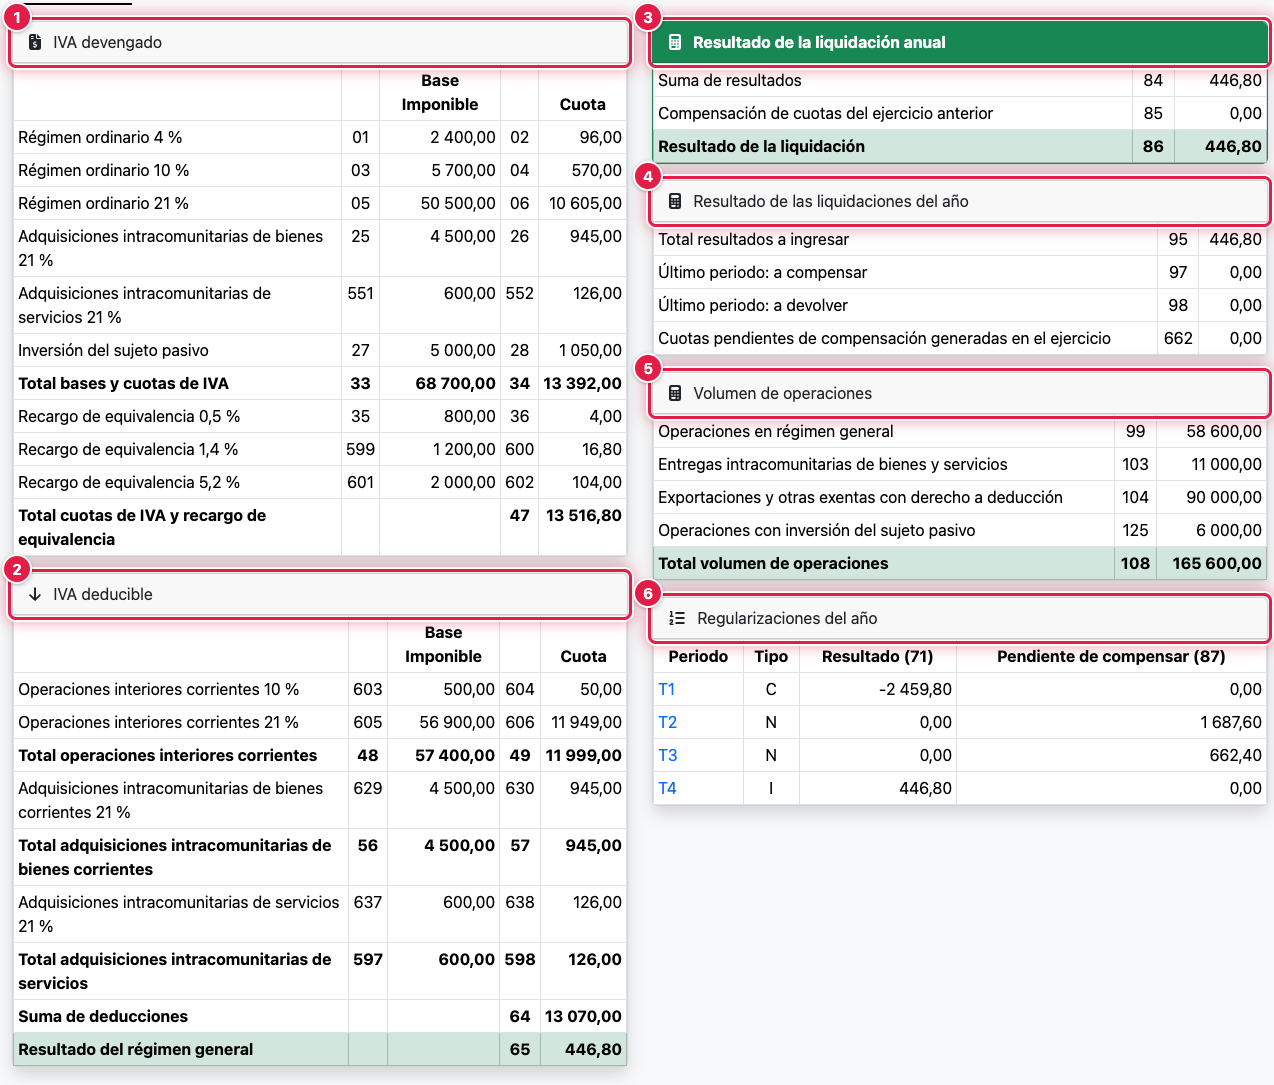 1
IVA devengado
Base
Imponible Cuota
Régimen ordinario 4 % 01 2 400,00 02 96,00
Régimen ordinario 10 % 03 5 700,00 04 570,00
Régimen ordinario 21 % 05 50 500,00 06 10 605,00
Adquisiciones intracomunitarias de bienes 25 4 500,00 26 945,00
21 %
Adquisiciones intracomunitarias de 551 600,00 552 126,00
servicios 21 %
Inversión del sujeto pasivo 27 5 000,00 28 1 050,00
Total bases y cuotas de IVA 33 68 700,00 34 13 392,00
Recargo de equivalencia 0,5 % 35 800,00 36 4,00
Recargo de equivalencia 1,4 % 599 1 200,00 600 16,80
Recargo de equivalencia 5,2 % 601 2 000,00 602 104,00
Total cuotas de IVA y recargo de 47 13 516,80
equivalencia
2
IVA deducible
Base
Imponible Cuota
Operaciones interiores corrientes 10 % 603 500,00 604 50,00
Operaciones interiores corrientes 21 % 605 56 900,00 606 11 949,00
Total operaciones interiores corrientes 48 57 400,00 49 11 999,00
Adquisiciones intracomunitarias de bienes 629 4 500,00 630 945,00
corrientes 21 %
Total adquisiciones intracomunitarias de 56 4 500,00 57 945,00
bienes corrientes
Adquisiciones intracomunitarias de servicios 637 600,00 638 126,00
21 %
Total adquisiciones intracomunitarias de 597 600,00 598 126,00
servicios
Suma de deducciones 64 13 070,00
Resultado del régimen general 65 446,80
3
Resultado de la liquidación anual
Suma de resultados 84 446,80
Compensación de cuotas del ejercicio anterior 85 0,00
Resultado de la liquidación 86 446,80
4
Resultado de las liquidaciones del año
Total resultados a ingresar 95 446,80
Último periodo: a compensar 97 0,00
Último periodo: a devolver 98 0,00
Cuotas pendientes de compensación generadas en el ejercicio 662 0,00
5
Volumen de operaciones
Operaciones en régimen general 99 58 600,00
Entregas intracomunitarias de bienes y servicios 103 11 000,00
Exportaciones y otras exentas con derecho a deducción 104 90 000,00
Operaciones con inversión del sujeto pasivo 125 6 000,00
Total volumen de operaciones 108 165 600,00
6
Regularizaciones del año
Periodo Tipo Resultado (71) Pendiente de compensar (87)
T1 C -2 459,80 0,00
T2 N 0,00 1 687,60
T3 N 0,00 662,40
T4 I 446,80 0,00